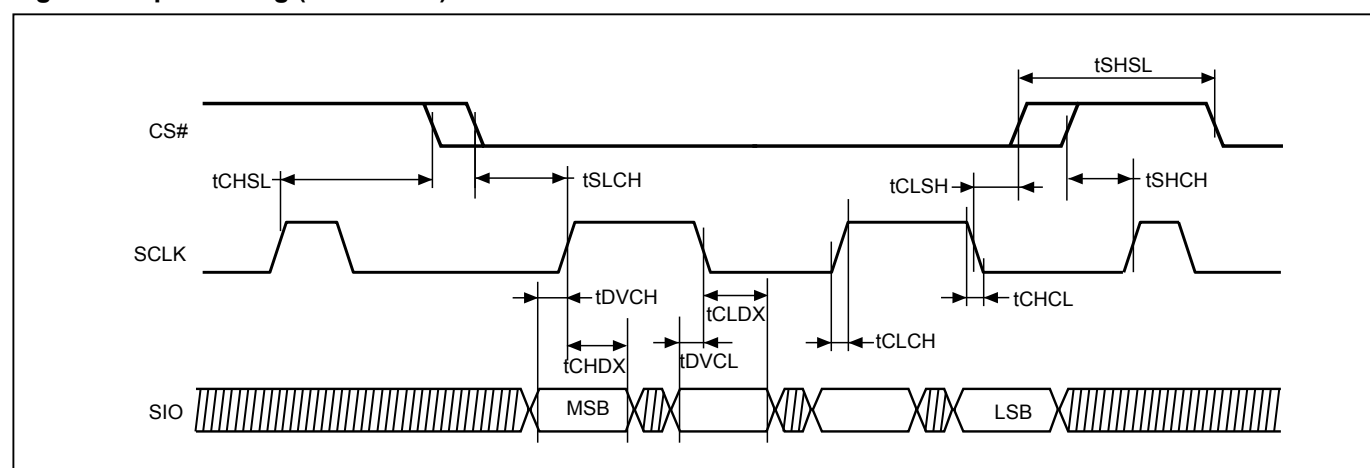 tSHSL
CS#
tCHSL
tSLCH
tCLSH
tSHCH
SCLK
tDVCH
tCLDX
tCHCL
tCLCH
tCHDX
tDVCL
SIO
MSB
LSB